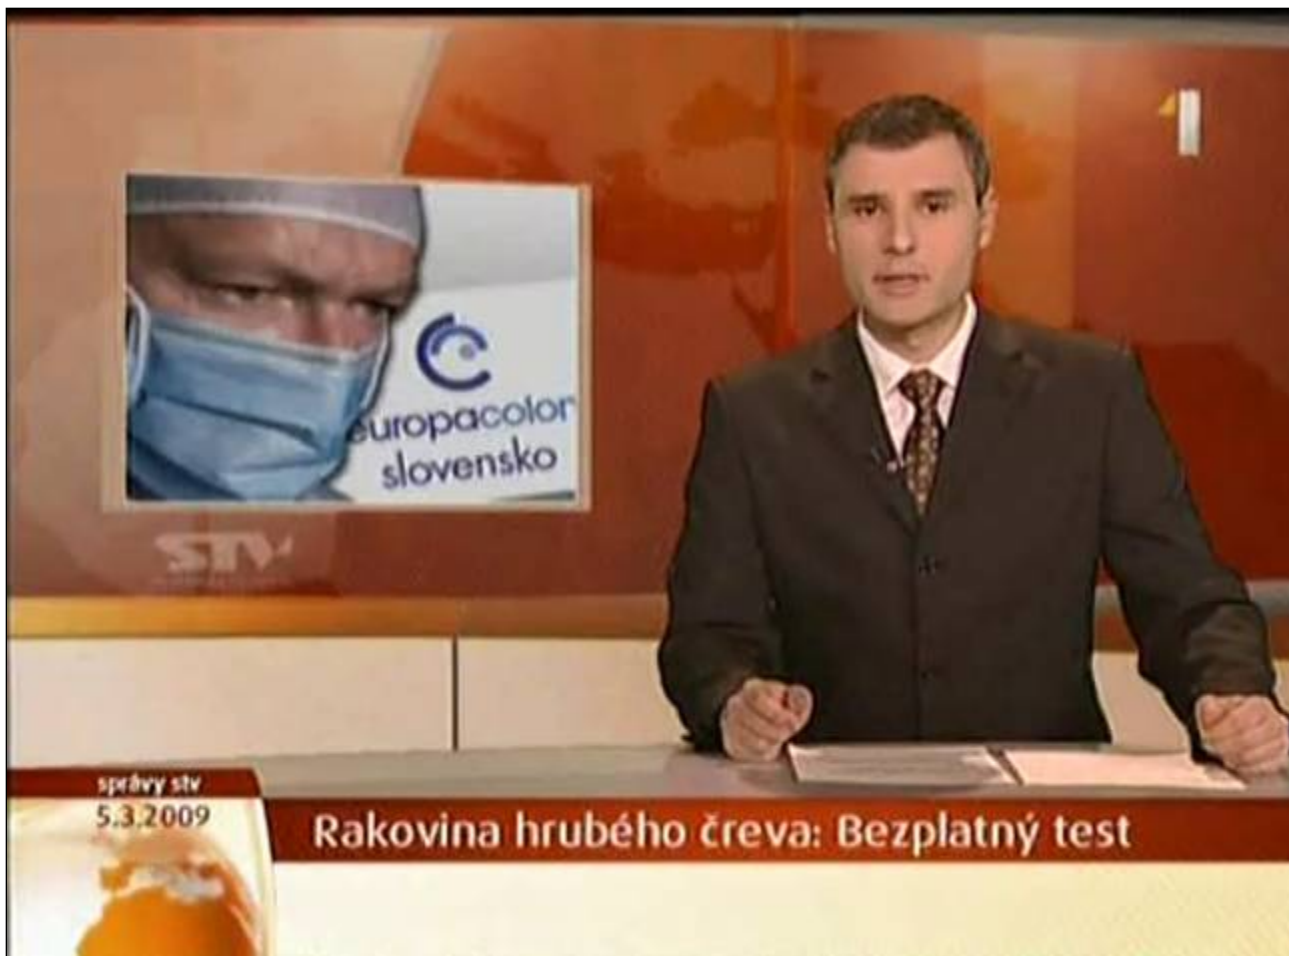 1
europacolon
slovensko
STV
správy stv
5.3.2009
Rakovina hrubého čreva: Bezplatný test